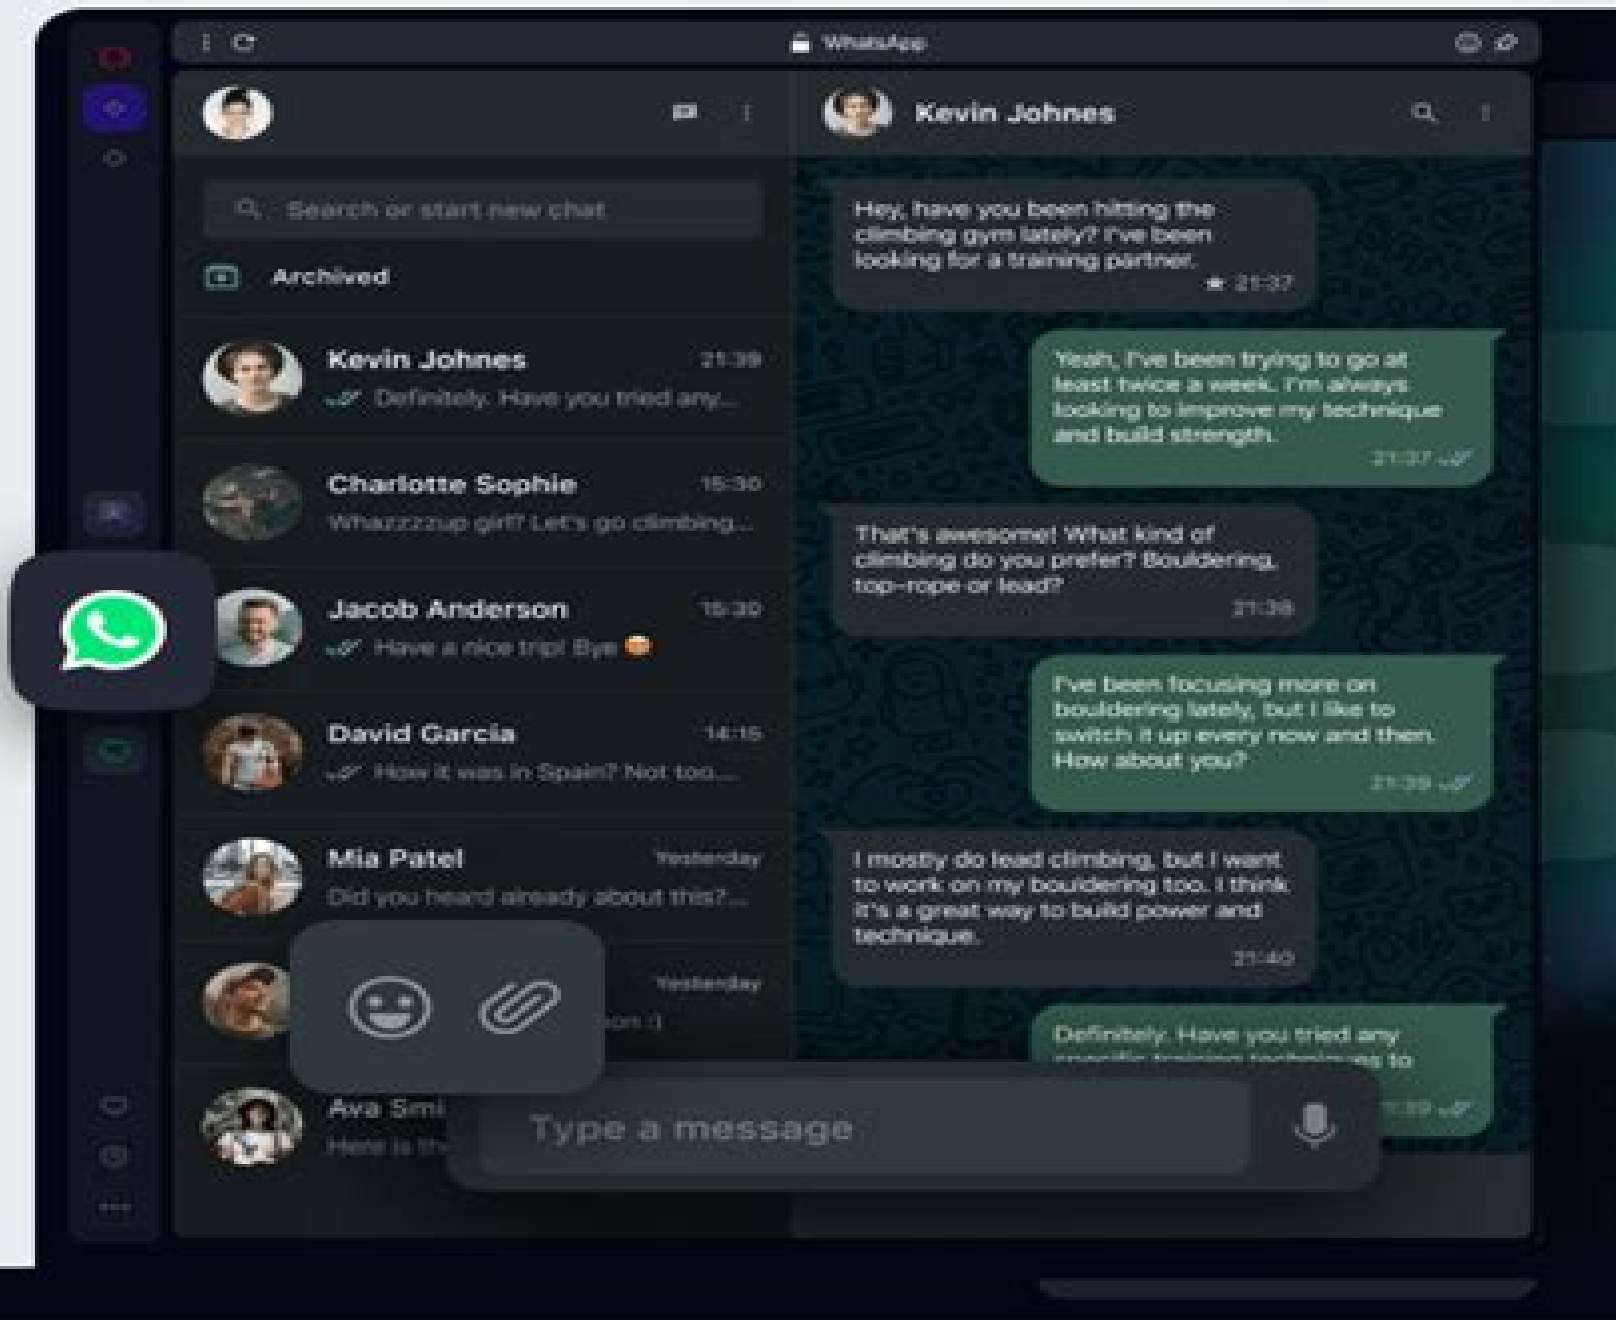 WhatsApp
Kevin Johnes
Search or start new chat
Archived
Kevin Johnes
21:39
Definitely. Have you tried any...
Charlotte Sophie
15:30
Whazzzzup girl? Let's go climbing...
Jacob Anderson
15:30
Have a nice trip! Bye
David Garcia
14:15
How it was in Spain? Not too...
Mia Patel
Yesterday
Did you heard already about this?...
Yesterday
:)
Ava Smi
Here is the
Hey, have you been hitting the
climbing gym lately? I've been
looking for a training partner.
21:37
Yeah, I've been trying to go at
least twice a week. I'm always
looking to improve my technique
and build strength.
21:37
That's awesome! What kind of
climbing do you prefer? Bouldering,
top-rope or lead?
21:38
I've been focusing more on
bouldering lately, but I like to
switch it up every now and then.
How about you?
21:39
I mostly do lead climbing, but I want
to work on my bouldering too. I think
it's a great way to build power and
technique.
21:40
Definitely. Have you tried any
specific training techniques to
Type a message